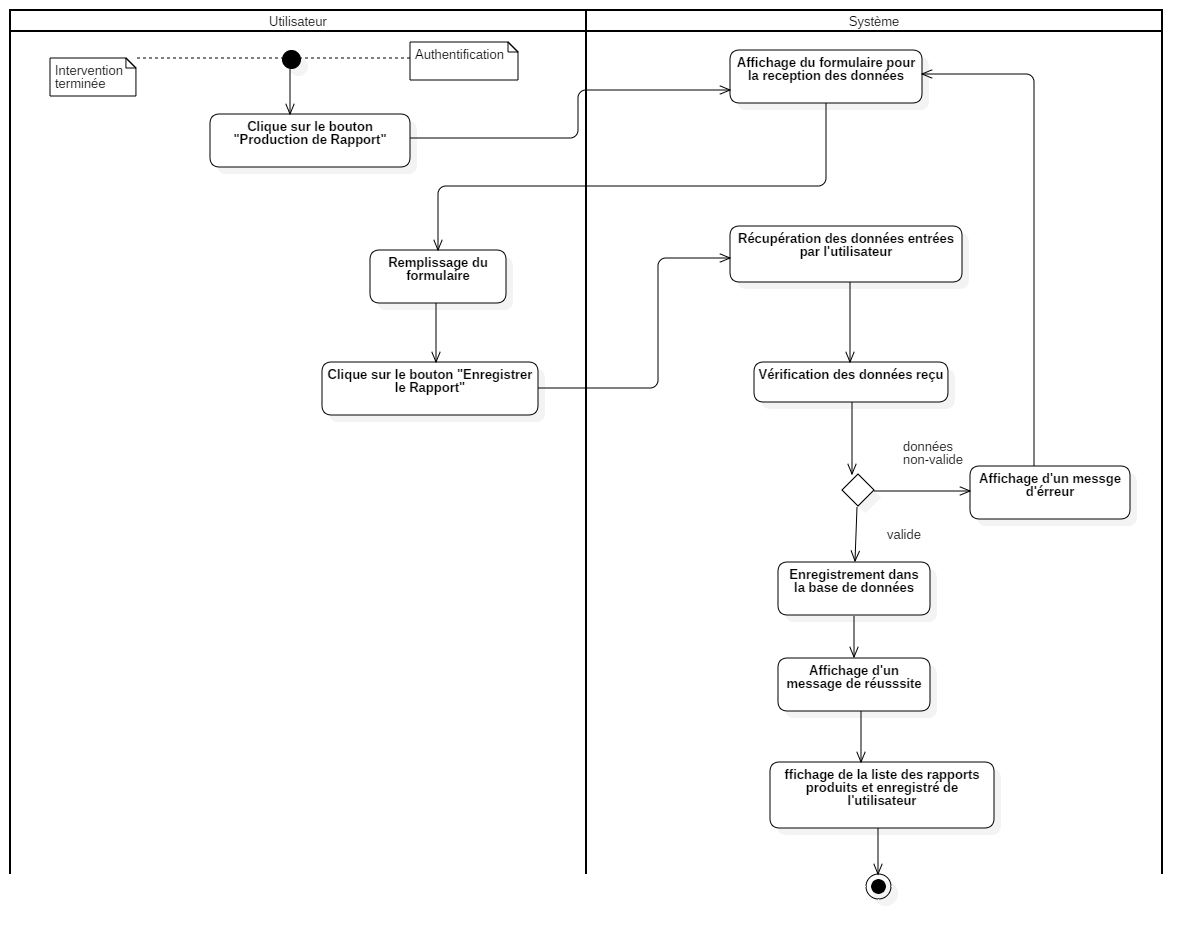 Utilisateur
Système
Intervention
terminée
Authentification
Affichage du formulaire pour
la reception des données
Clique sur le bouton
"Production de Rapport"
Récupération des données entrées
par l'utilisateur
Remplissage du
formulaire
Clique sur le bouton "Enregistrer
le Rapport"
Vérification des données reçu
données
non-valide
Affichage d'un messge
d'érreur
valide
Enregistrement dans
la base de données
Affichage d'un
message de réusssite
ffichage de la liste des rapports
produits et enregistré de
l'utilisateur